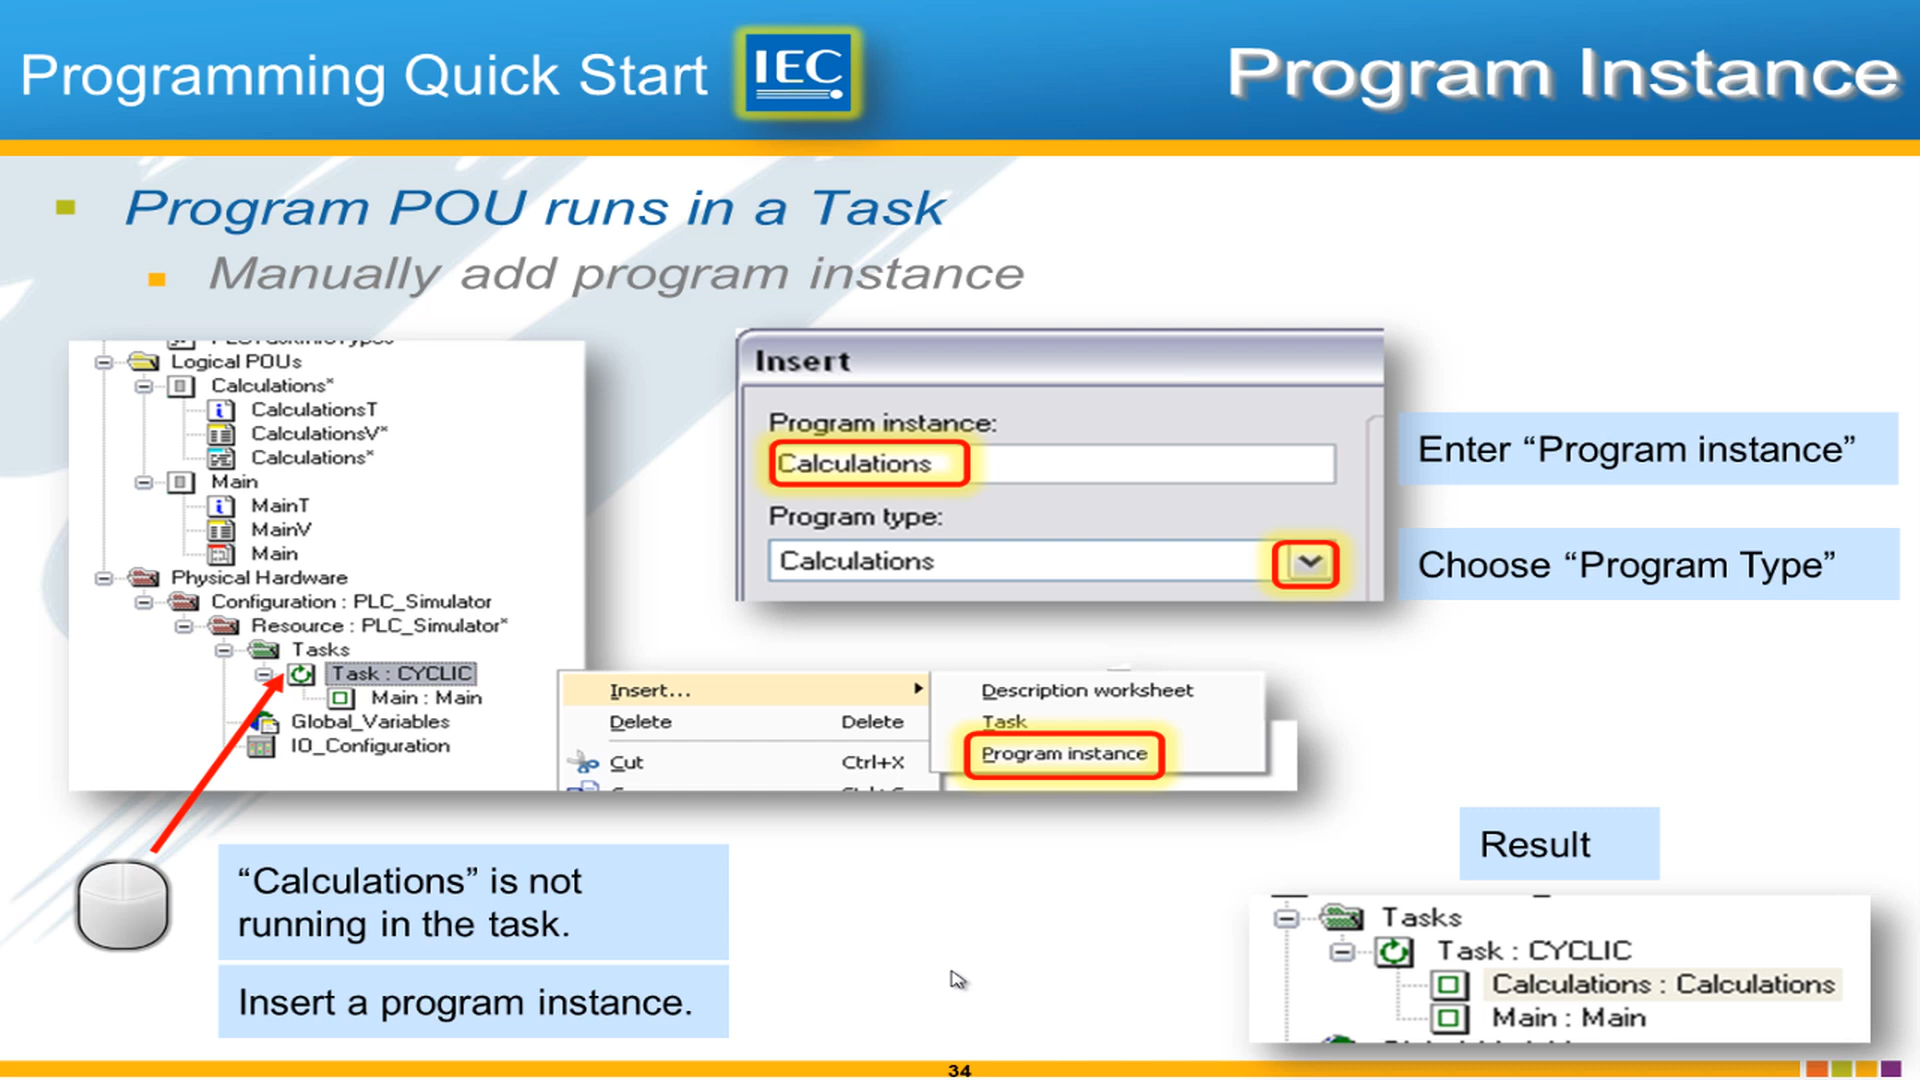 Programming Quick Start
IEC
Program Instance
Program POU runs in a Task
Manually add program instance
Logical POUs
Calculations*
CalculationsT
CalculationsV*
Calculations*
Main
MainT
MainV
Main
Physical Hardware
Configuration : PLC_Simulator
Resource : PLC_Simulator*
Tasks
Task : CYCLIC
Main : Main
Global_Variables
IO_Configuration
Insert
Program instance:
Calculations
Program type:
Calculations
Enter “Program instance”
Choose “Program Type”
Insert...
Delete Delete
Cut Ctrl+X
Description worksheet
Task
Program instance
“Calculations” is not
running in the task.
Insert a program instance.
Result
Tasks
Task : CYCLIC
Calculations : Calculations
Main : Main
34